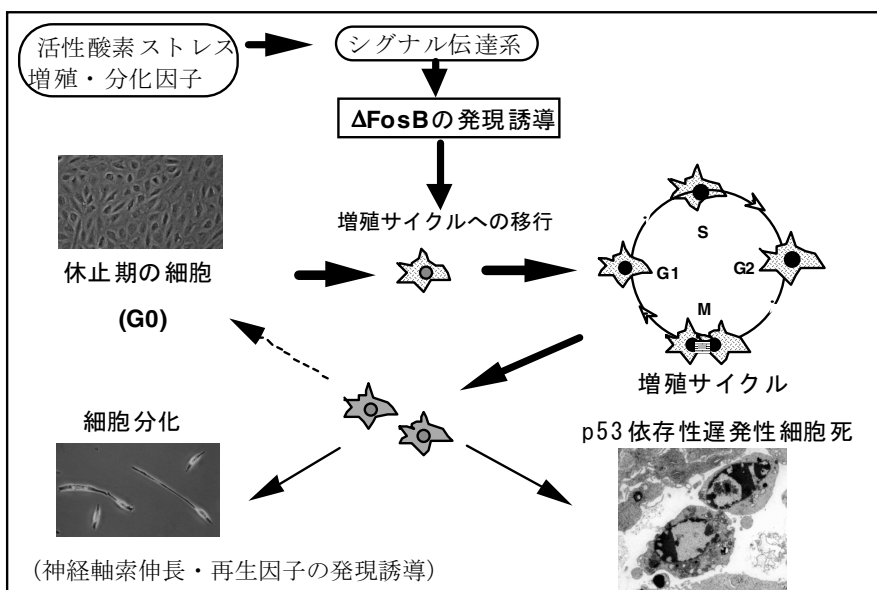 活性酸素ストレス
増殖・分化因子
シグナル伝達系
ΔFosBの発現誘導
増殖サイクルへの移行
休止期の細胞
(G0)
S
G1
G2
M
増殖サイクル
細胞分化
p53依存性遅発性細胞死
(神経軸索伸長・再生因子の発現誘導)